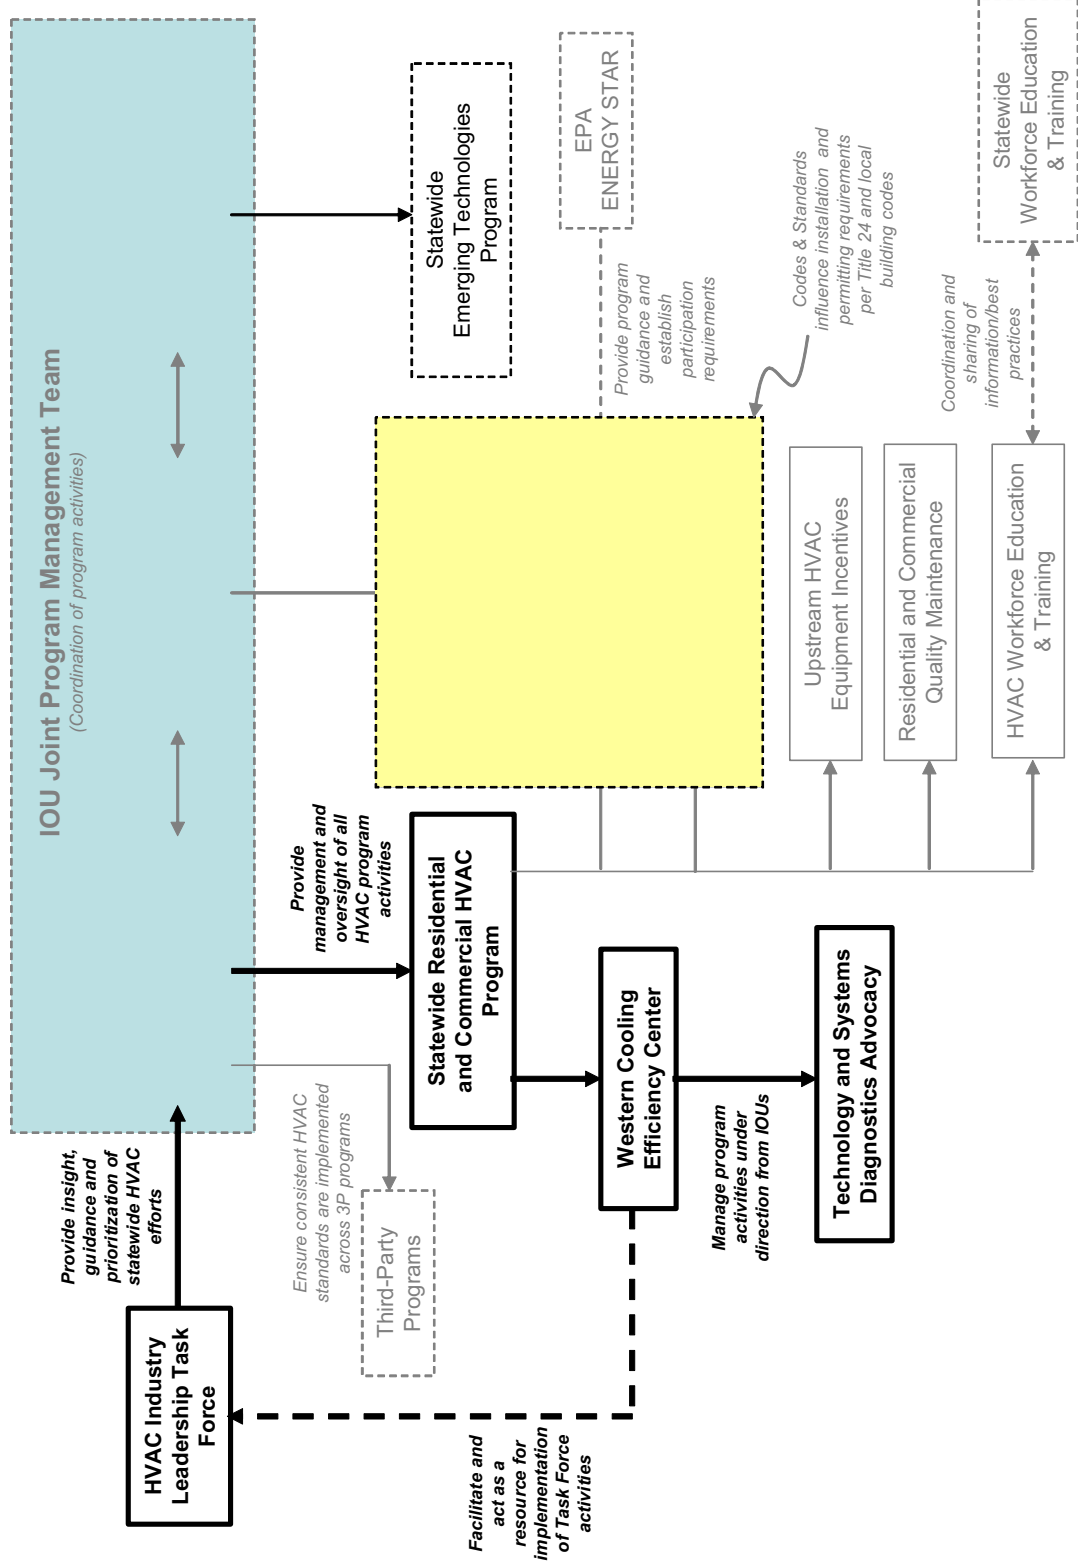 IOU Joint Program Management Team
(Coordination of program activities)
HVAC Industry
Leadership Task
Force
Provide insight,
guidance and
prioritization of
statewide HVAC
efforts
Ensure consistent HVAC
standards are implemented
across 3P programs
Third-Party
Programs
Provide
management and
oversight of all
HVAC program
activities
Statewide Residential
and Commercial HVAC
Program
Statewide
Emerging Technologies
Program
Facilitate and
act as a
resource for
implementation
of Task Force
activities
Western Cooling
Efficiency Center
EPA
ENERGY STAR
Provide program
guidance and
establish
participation
requirements
Manage program
activities under
direction from IOUs
Technology and Systems
Diagnostics Advocacy
Codes & Standards
influence installation and
permitting requirements
per Title 24 and local
building codes
Upstream HVAC
Equipment Incentives
Residential and Commercial
Quality Maintenance
HVAC Workforce Education
& Training
Coordination and
sharing of
information/best
practices
Statewide
Workforce Education
& Training